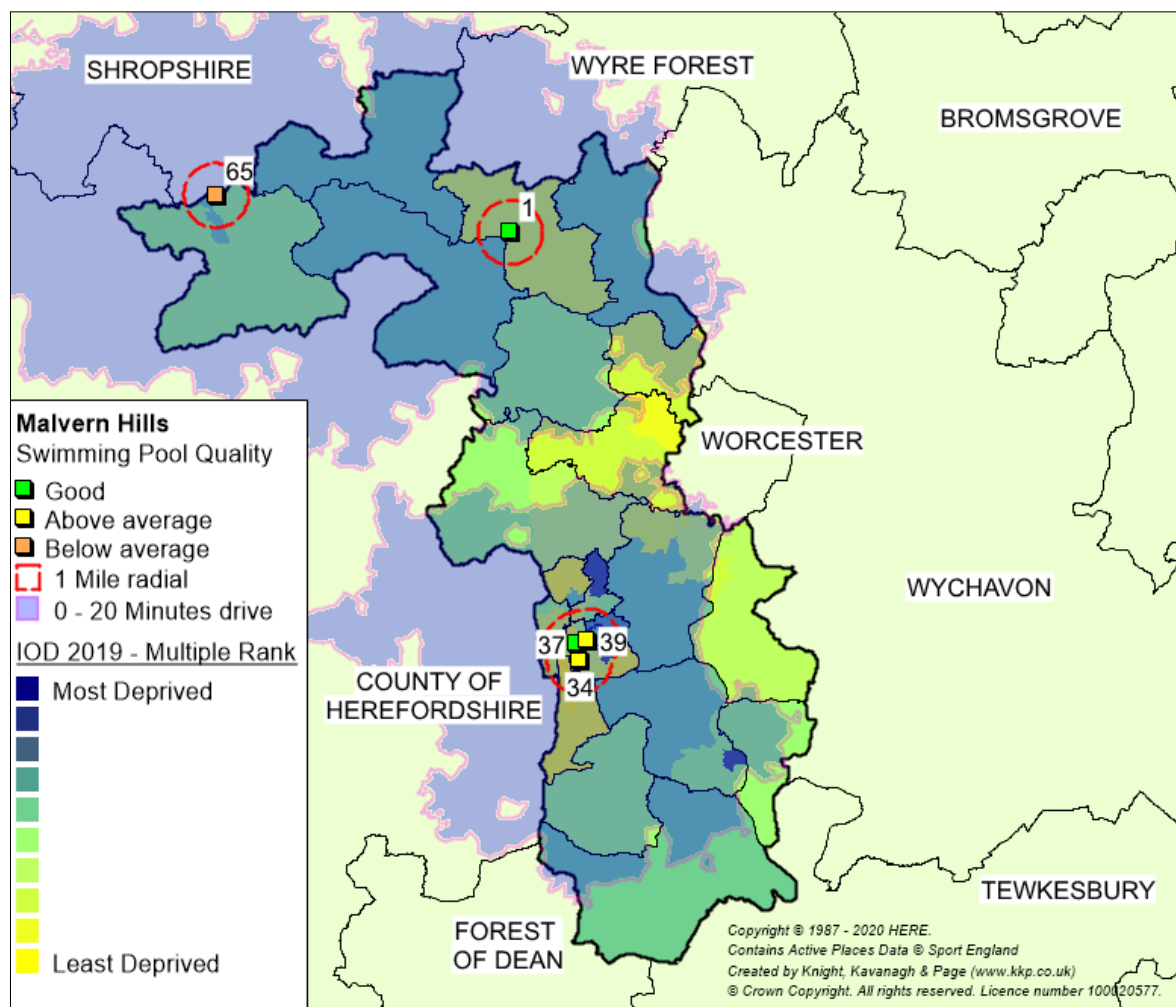 SHROPSHIRE
WYRE FOREST
BROMSGROVE
65
1
Malvern Hills
Swimming Pool Quality
Good
Above average
Below average
1 Mile radial
0 - 20 Minutes drive
IOD 2019 - Multiple Rank
Most Deprived
Least Deprived
WORCESTER
WYCHAVON
37
39
34
COUNTY OF
HEREFORDSHIRE
TEWKESBURY
FOREST
OF DEAN
Copyright © 1987 - 2020 HERE.
Contains Active Places Data © Sport England
Created by Knight, Kavanagh & Page (www.kkp.co.uk)
© Crown Copyright. All rights reserved. Licence number 100020577.